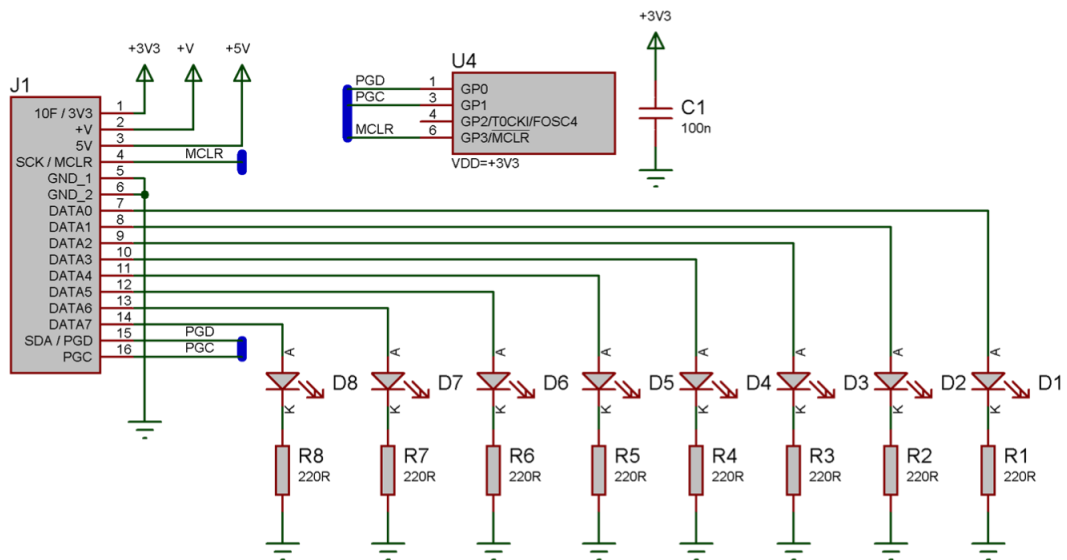 +3V3
+3V3 +V +5V
J1
U4
10F / 3V3 1
+V 2
5V 3
SCK / MCLR 4 MCLR
GND_1 5
GND_2 6
DATA0 7
DATA1 8
DATA2 9
DATA3 10
DATA4 11
DATA5 12
DATA6 13
DATA7 14
SDA / PGD 15 PGD
PGC 16 PGC
PGD 1 GP0
PGC 3 GP1
4 GP2/T0CKI/FOSC4
MCLR 6 GP3/MCLR
VDD=+3V3
C1
100n
A A A A A A A A
D8 D7 D6 D5 D4 D3 D2 D1
K K K K K K K K
R8 R7 R6 R5 R4 R3 R2 R1
220R 220R 220R 220R 220R 220R 220R 220R